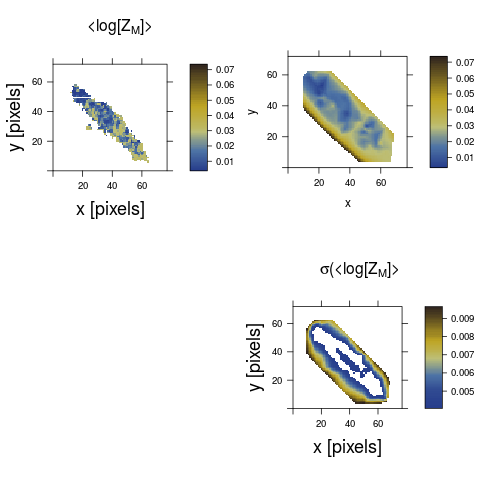 <log[Z_M]>
60
40
20
20 40 60
x [pixels]
y [pixels]
0.07
0.06
0.05
0.04
0.03
0.02
0.01
60
40
20
20 40 60
x
y
0.07
0.06
0.05
0.04
0.03
0.02
0.01
σ(<log[Z_M]>
60
40
20
20 40 60
x [pixels]
y [pixels]
0.009
0.008
0.007
0.006
0.005